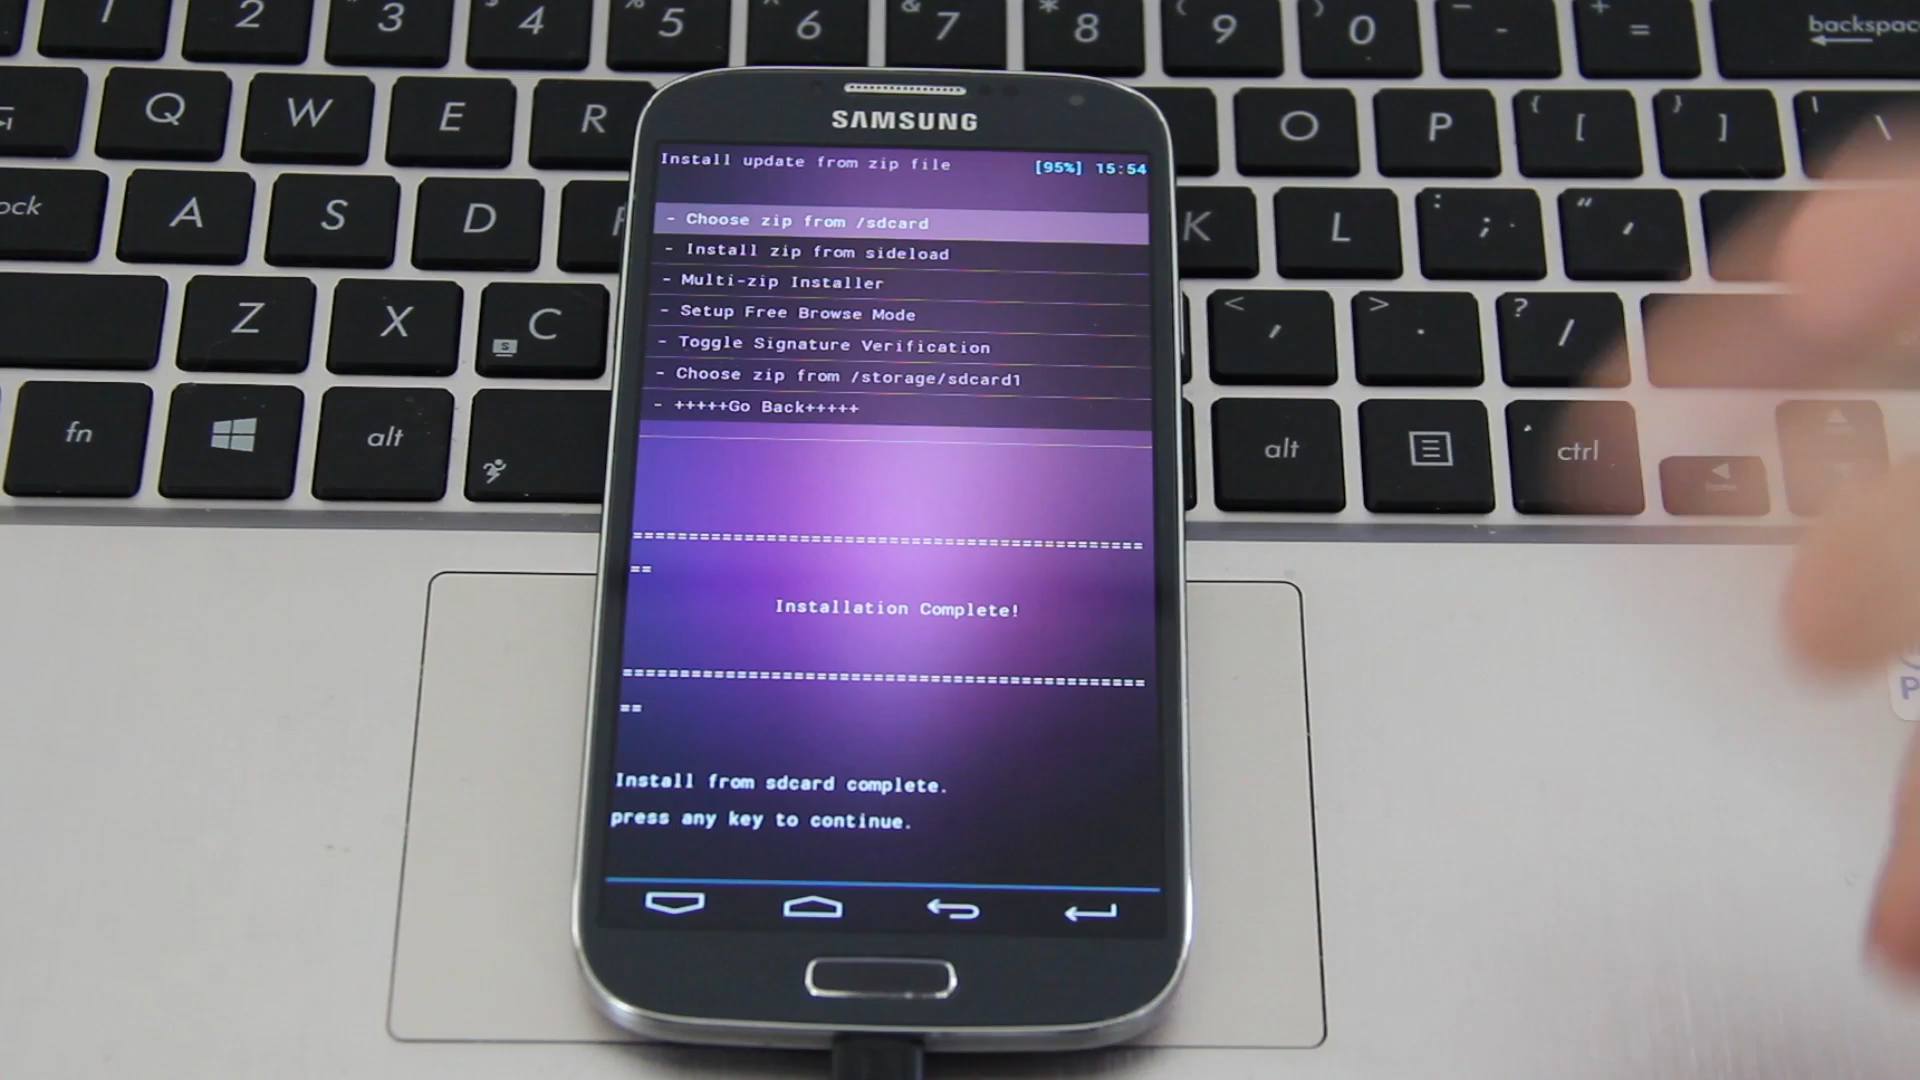 1 2 3 4 5 6 7 8 9 0 - = backspac
Q W E R O P { [ } ] \
SAMSUNG
Install update from zip file [95%] 15:54
- Choose zip from /sdcard
- Install zip from sideload
- Multi-zip Installer
- Setup Free Browse Mode
- Toggle Signature Verification
- Choose zip from /storage/sdcard1
- +++++Go Back+++++
ock A S D K L : ; " '
Z X C < , > . ? /
fn alt alt ctrl
==============================================
==
Installation Complete!
==============================================
==
Install from sdcard complete.
press any key to continue.